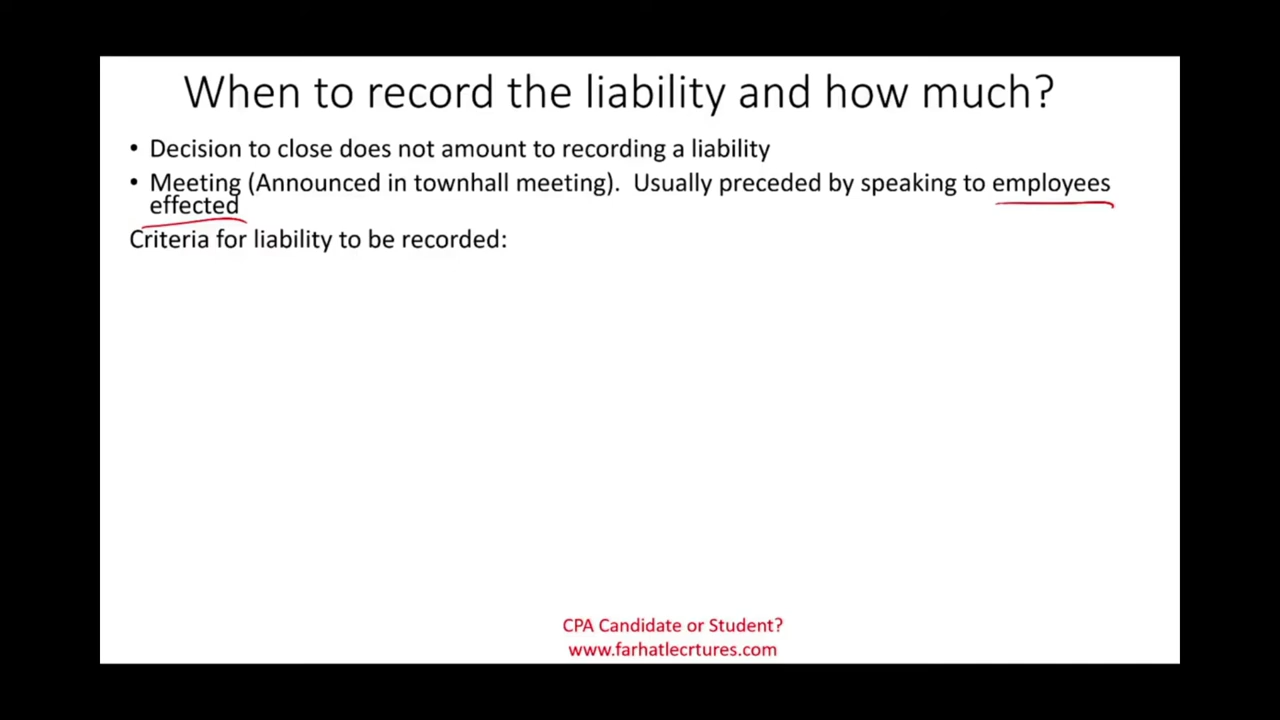 When to record the liability and how much?
• Decision to close does not amount to recording a liability
• Meeting (Announced in townhall meeting).  Usually preceded by speaking to employees
effected
Criteria for liability to be recorded:
CPA Candidate or Student?
www.farhatlecrtures.com